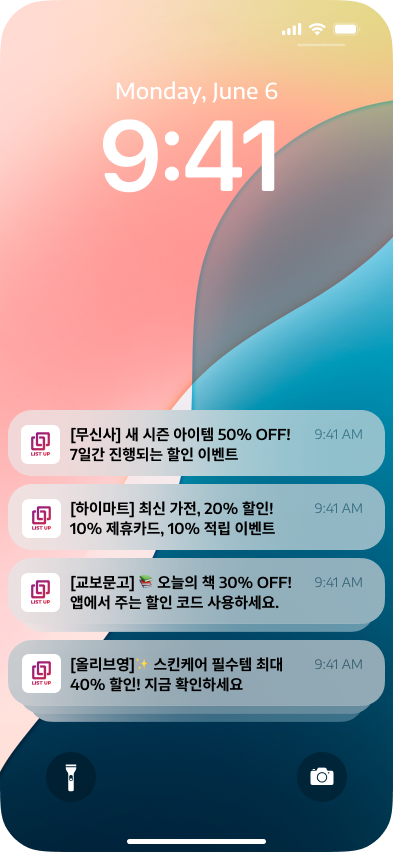 Monday, June 6
9:41
[무신사] 새 시즌 아이템 50% OFF! 9:41 AM
7일간 진행되는 할인 이벤트
LIST UP
[하이마트] 최신 가전, 20% 할인! 9:41 AM
10% 제휴카드, 10% 적립 이벤트
LIST UP
[교보문고] 📚 오늘의 책 30% OFF! 9:41 AM
앱에서 주는 할인 코드 사용하세요.
LIST UP
[올리브영]✨ 스킨케어 필수템 최대 9:41 AM
40% 할인! 지금 확인하세요
LIST UP